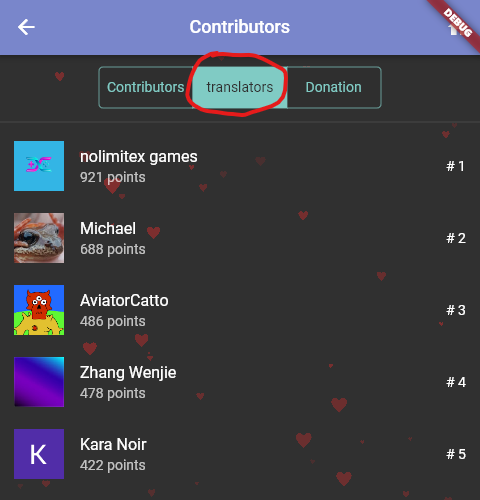 Contributors
DEBUG
Contributors translators Donation
nolimitex games
921 points
# 1
Michael
688 points
# 2
AviatorCatto
486 points
# 3
Zhang Wenjie
478 points
# 4
K
Kara Noir
422 points
# 5